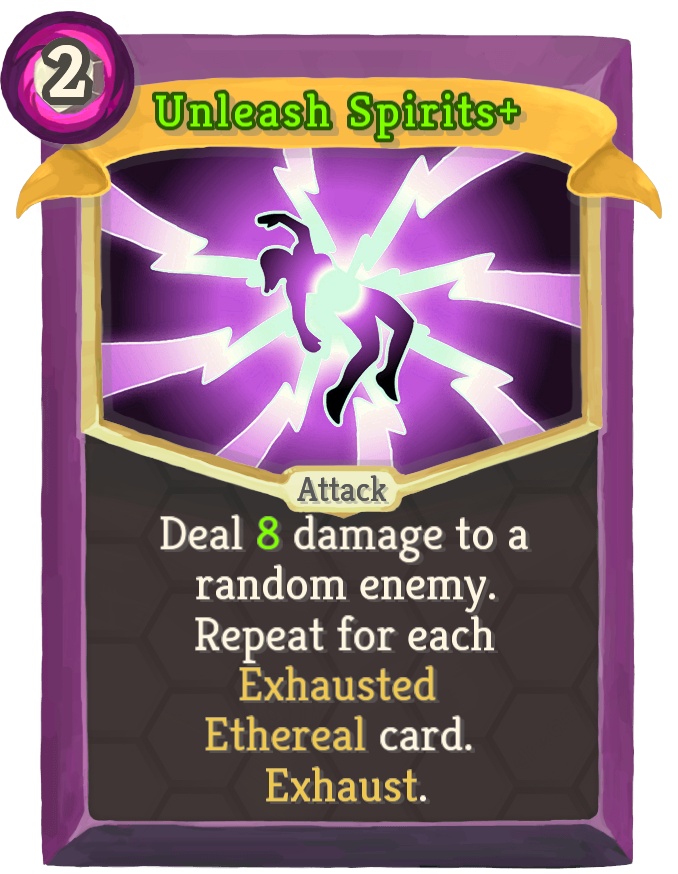 2
Unleash Spirits+
Attack
Deal 8 damage to a
random enemy.
Repeat for each
Exhausted
Ethereal card.
Exhaust.